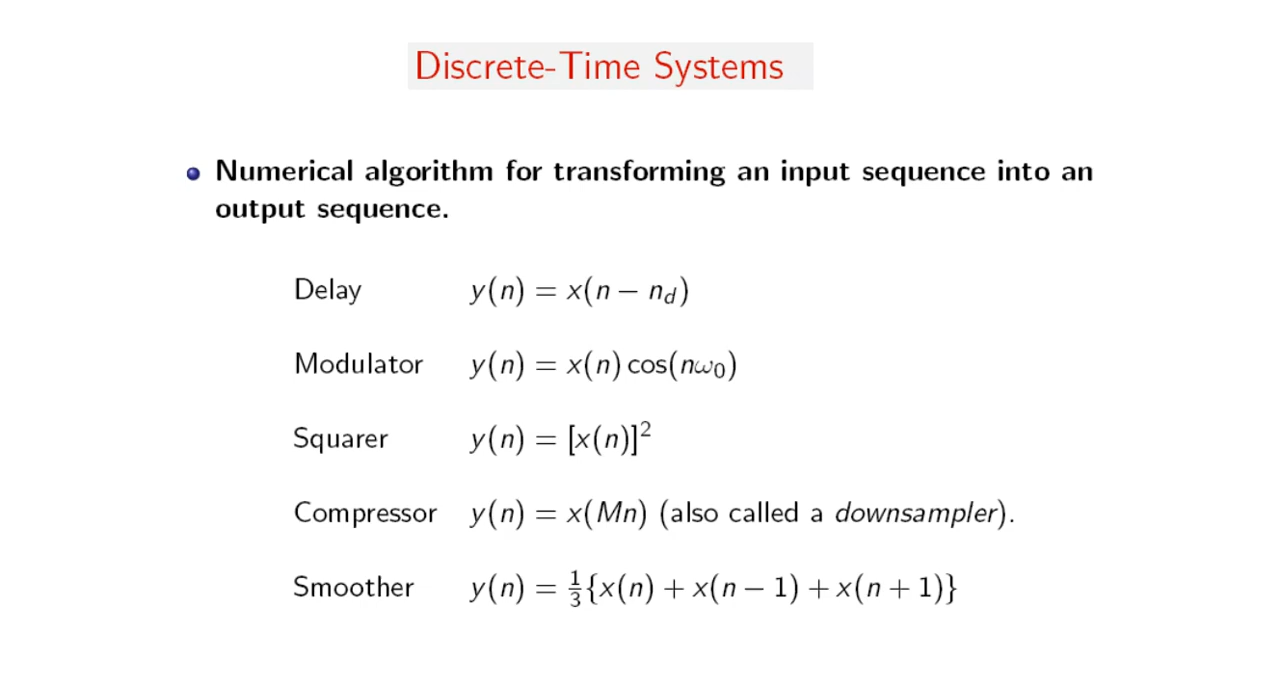 Discrete-Time Systems
Numerical algorithm for transforming an input sequence into an
output sequence.
Delay y(n) = x(n − n_d)
Modulator y(n) = x(n) cos(nω₀)
Squarer y(n) = [x(n)]²
Compressor y(n) = x(Mn) (also called a downsampler).
Smoother y(n) = ⅓{x(n) + x(n − 1) + x(n + 1)}